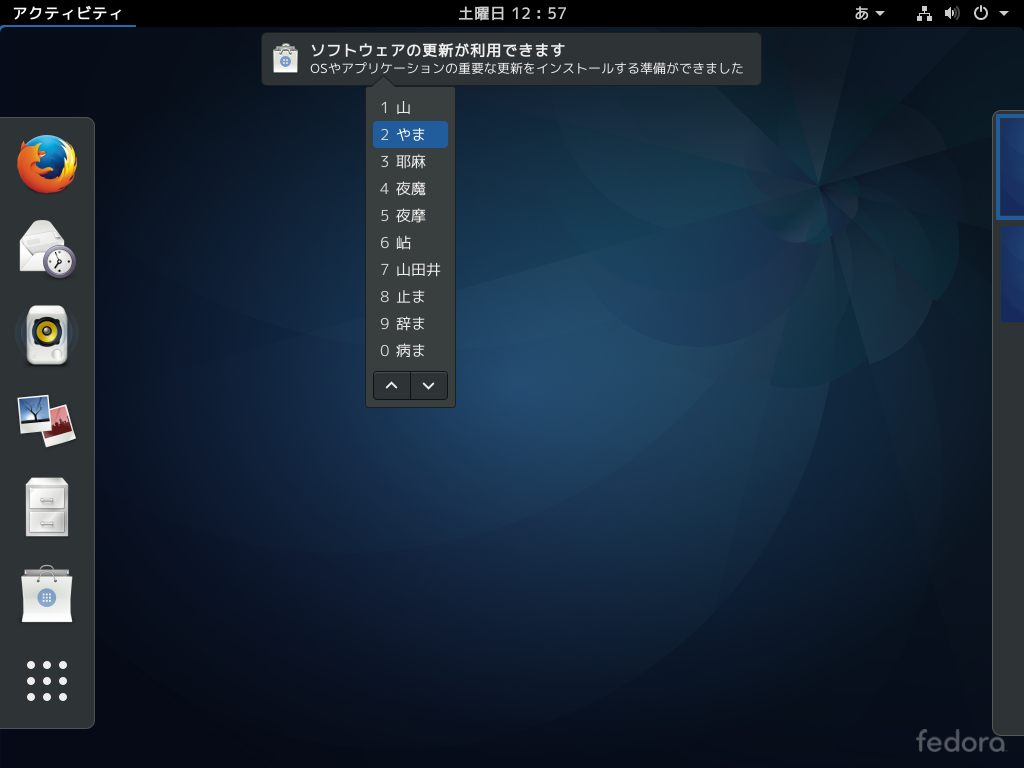 アクティビティ
土曜日 12：57
あ
ソフトウェアの更新が利用できます
OSやアプリケーションの重要な更新をインストールする準備ができました
1 山
2 やま
3 耶麻
4 夜魔
5 夜摩
6 岾
7 山田井
8 止ま
9 辞ま
0 病ま
fedora